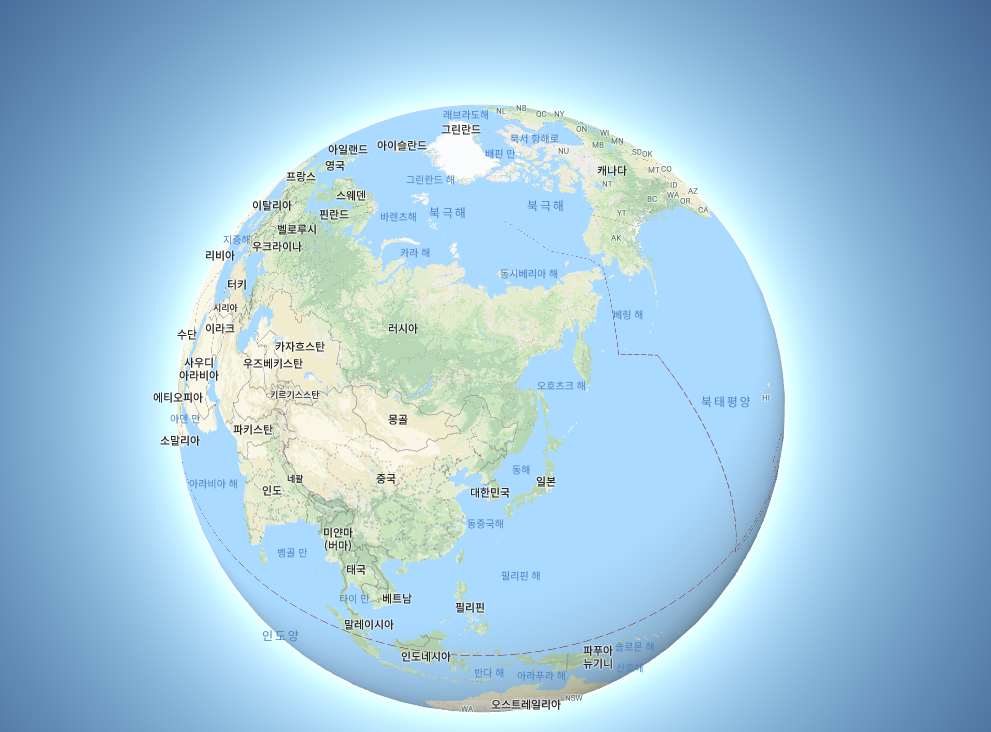 래브라도해
NL
NB
QC
NY
그린란드
ON
WI
MN
북서 항해로
MB
SD
OK
아일랜드
아이슬란드
배핀 만
NU
영국
MT
CO
캐나다
프랑스
그린란드 해
NT
ID
AZ
스웨덴
WA
BC
OR
이탈리아
북극해
CA
핀란드
바렌츠해
북극해
YT
벨로루시
지중해
AK
우크라이나
리비아
카라 해
동시베리아 해
터키
시리아
베링 해
수단
이라크
러시아
카자흐스탄
사우디
아라비아
우즈베키스탄
오호츠크 해
에티오피아
키르기스스탄
북태평양
HI
아덴 만
몽골
파키스탄
소말리아
동해
네팔
중국
일본
아라비아 해
인도
대한민국
동중국해
미얀마
(버마)
벵골 만
태국
필리핀 해
타이 만
베트남
필리핀
말레이시아
인도양
솔로몬 해
파푸아
뉴기니
인도네시아
산호해
반다 해
아라푸라 해
NSW
오스트레일리아
WA